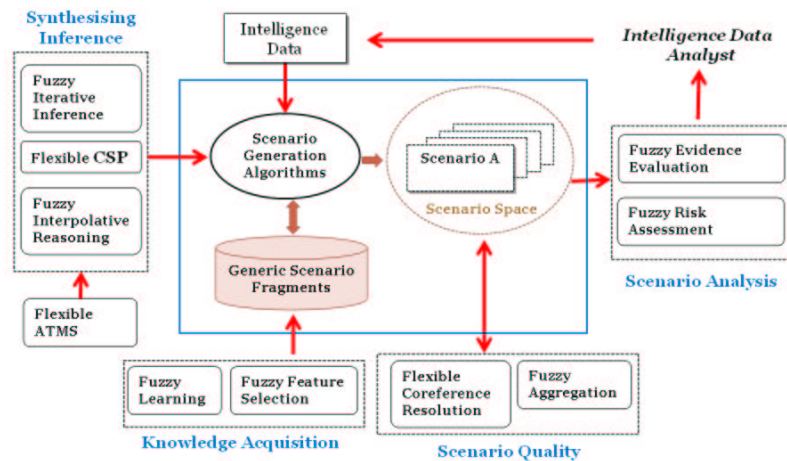 Synthesising
Inference
Fuzzy
Iterative
Inference
Flexible CSP
Fuzzy
Interpolative
Reasoning
Flexible
ATMS
Intelligence
Data
Intelligence Data
Analyst
Scenario
Generation
Algorithms
Scenario A
Scenario Space
Generic Scenario
Fragments
Fuzzy Evidence
Evaluation
Fuzzy Risk
Assessment
Scenario Analysis
Fuzzy
Learning
Fuzzy Feature
Selection
Knowledge Acquisition
Flexible
Coreference
Resolution
Fuzzy
Aggregation
Scenario Quality